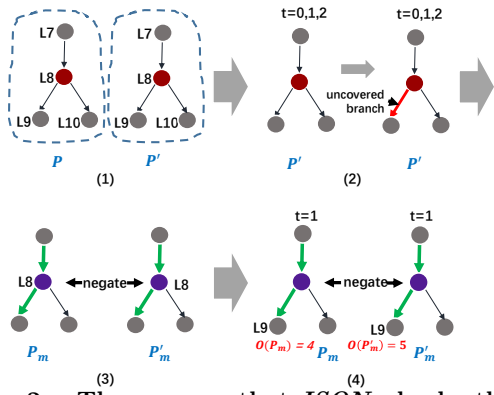 L7
L7
L8
L8
L9
L10
L9
L10
P
P′
(1)
t=0,1,2
t=0,1,2
uncovered
branch
P′
P′
(2)
L8
negate
L8
Pm
P′m
(3)
t=1
t=1
negate
L9
L9
O(Pm) = 4
Pm
O(P′m) = 5
P′m
(4)